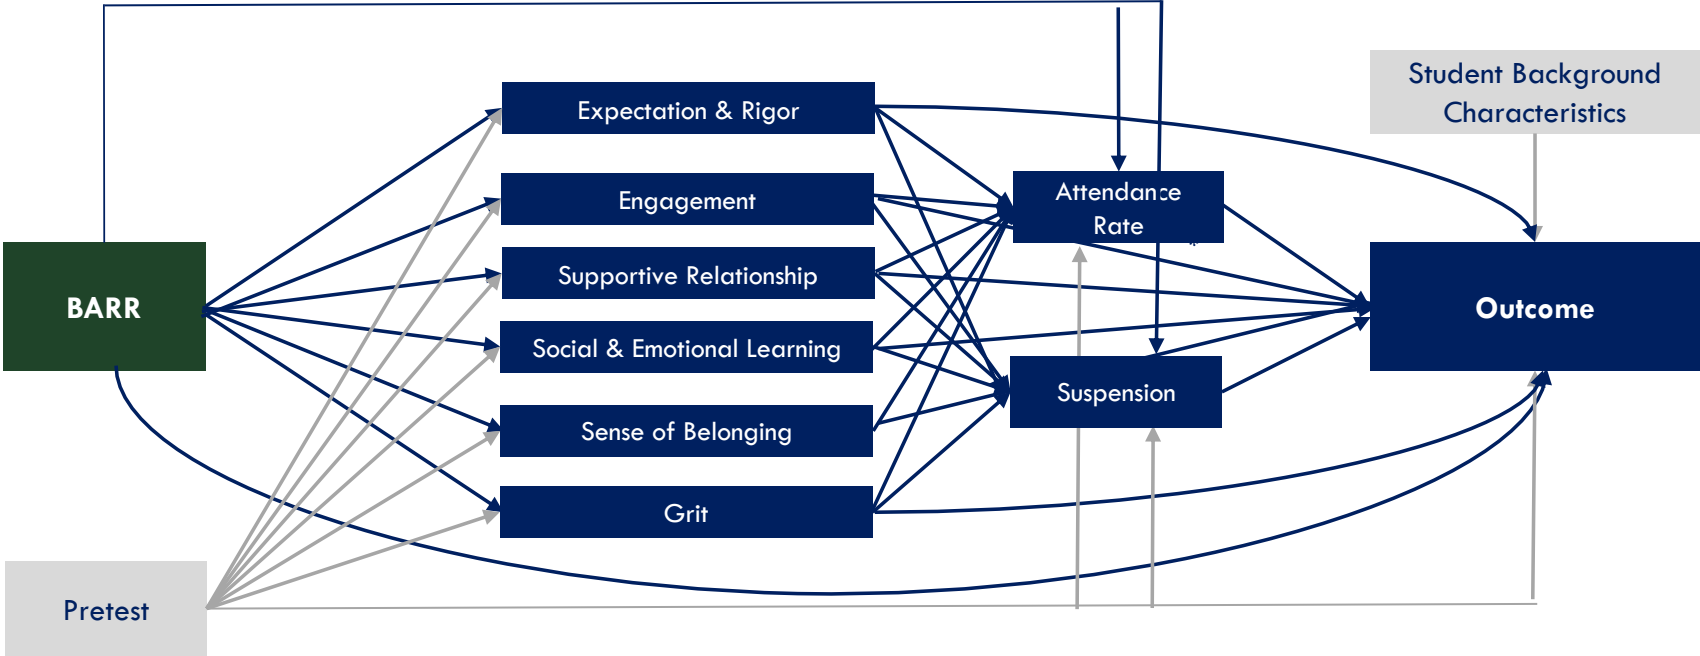 Student Background
Characteristics
Expectation & Rigor
Engagement
Attendance
Rate
Supportive Relationship
BARR
Outcome
Social & Emotional Learning
Suspension
Sense of Belonging
Grit
Pretest